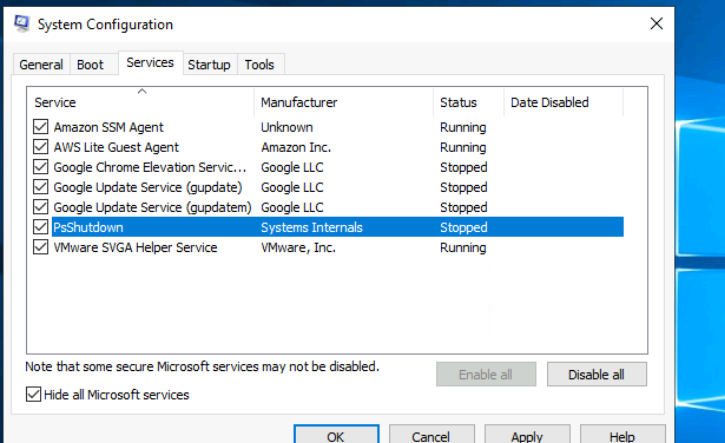 System Configuration
General Boot Services Startup Tools
Service Manufacturer Status Date Disabled
Amazon SSM Agent Unknown Running
AWS Lite Guest Agent Amazon Inc. Running
Google Chrome Elevation Servic... Google LLC Stopped
Google Update Service (gupdate) Google LLC Stopped
Google Update Service (gupdatem) Google LLC Stopped
PsShutdown Systems Internals Stopped
VMware SVGA Helper Service VMware, Inc. Running
Note that some secure Microsoft services may not be disabled.
Enable all Disable all
Hide all Microsoft services
OK Cancel Apply Help